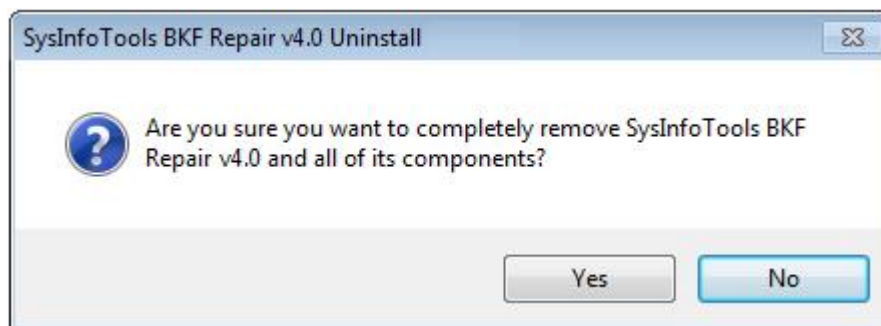 SysInfoTools BKF Repair v4.0 Uninstall
Are you sure you want to completely remove SysInfoTools BKF
Repair v4.0 and all of its components?
Yes
No